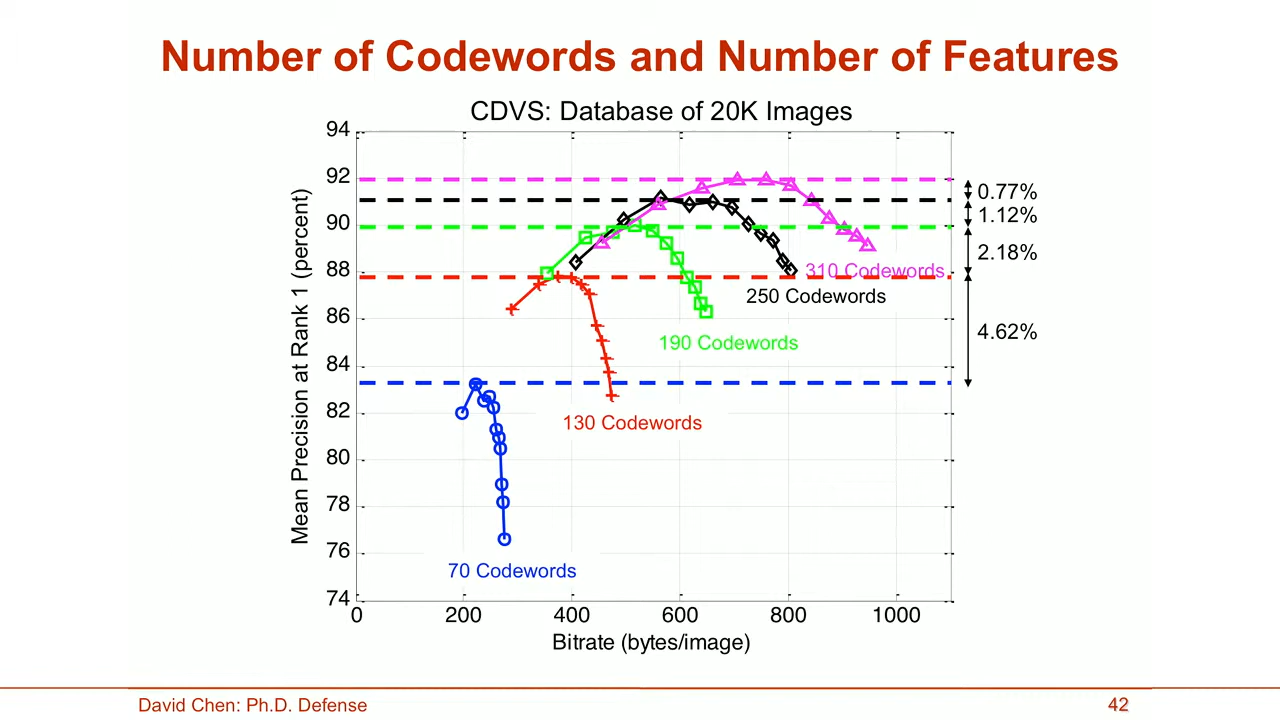 Number of Codewords and Number of Features
CDVS: Database of 20K Images
Mean Precision at Rank 1 (percent)
94
92
90
88
86
84
82
80
78
76
74
0.77%
1.12%
2.18%
4.62%
310 Codewords
250 Codewords
190 Codewords
130 Codewords
70 Codewords
0 200 400 600 800 1000
Bitrate (bytes/image)
David Chen: Ph.D. Defense
42